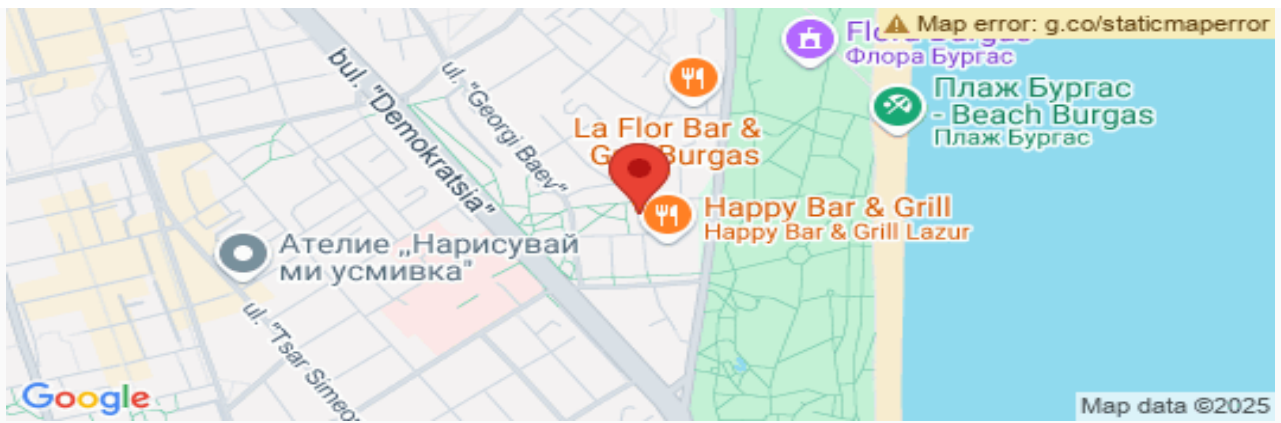 Map error: g.co/staticmaperror
Флора Бургас
Плаж Бургас
- Beach Burgas
Плаж Бургас
bul. "Demokratsia"
ul. "Georgi Baev"
La Flor Bar &
Burgas
Happy Bar & Grill
Happy Bar & Grill Lazur
Ателие „Нарисувай
ми усмивка"
ul. "Tsar Simeo
Google
Map data ©2025